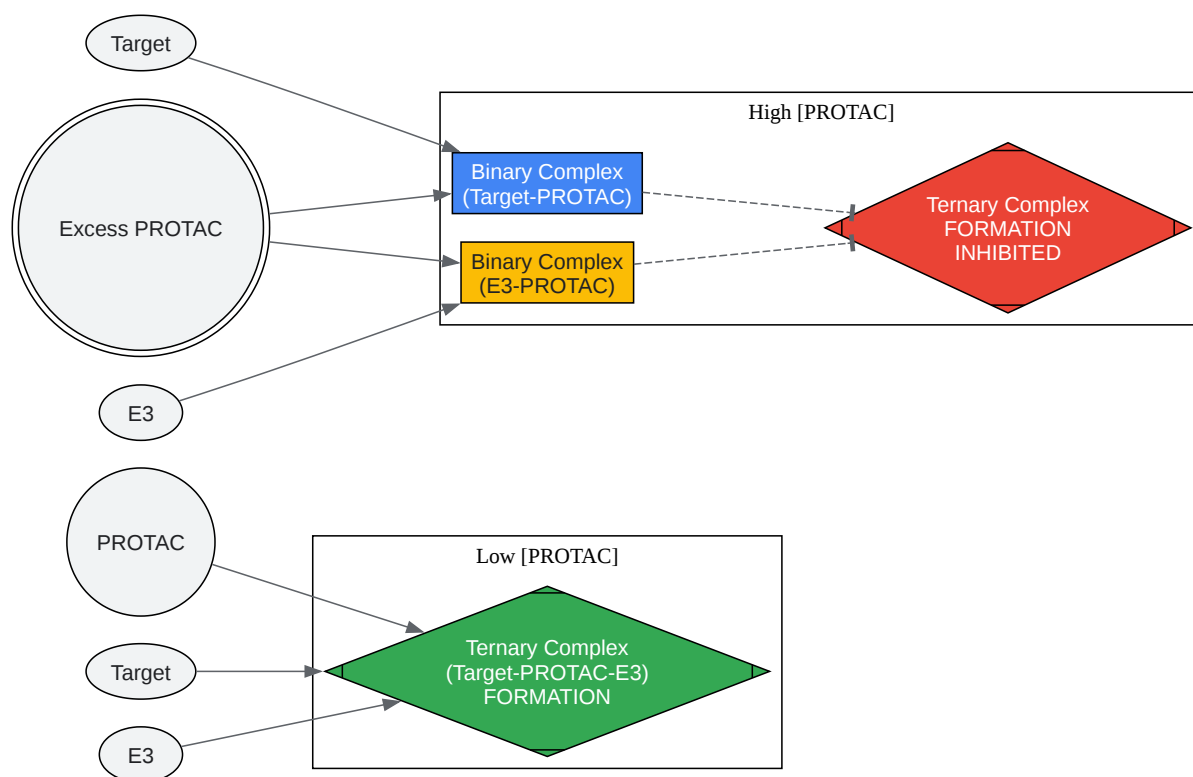 Target
High [PROTAC]
Binary Complex
(Target-PROTAC)
Ternary Complex
FORMATION
INHIBITED
Excess PROTAC
Binary Complex
(E3-PROTAC)
E3
PROTAC
Low [PROTAC]
Ternary Complex
(Target-PROTAC-E3)
FORMATION
Target
E3